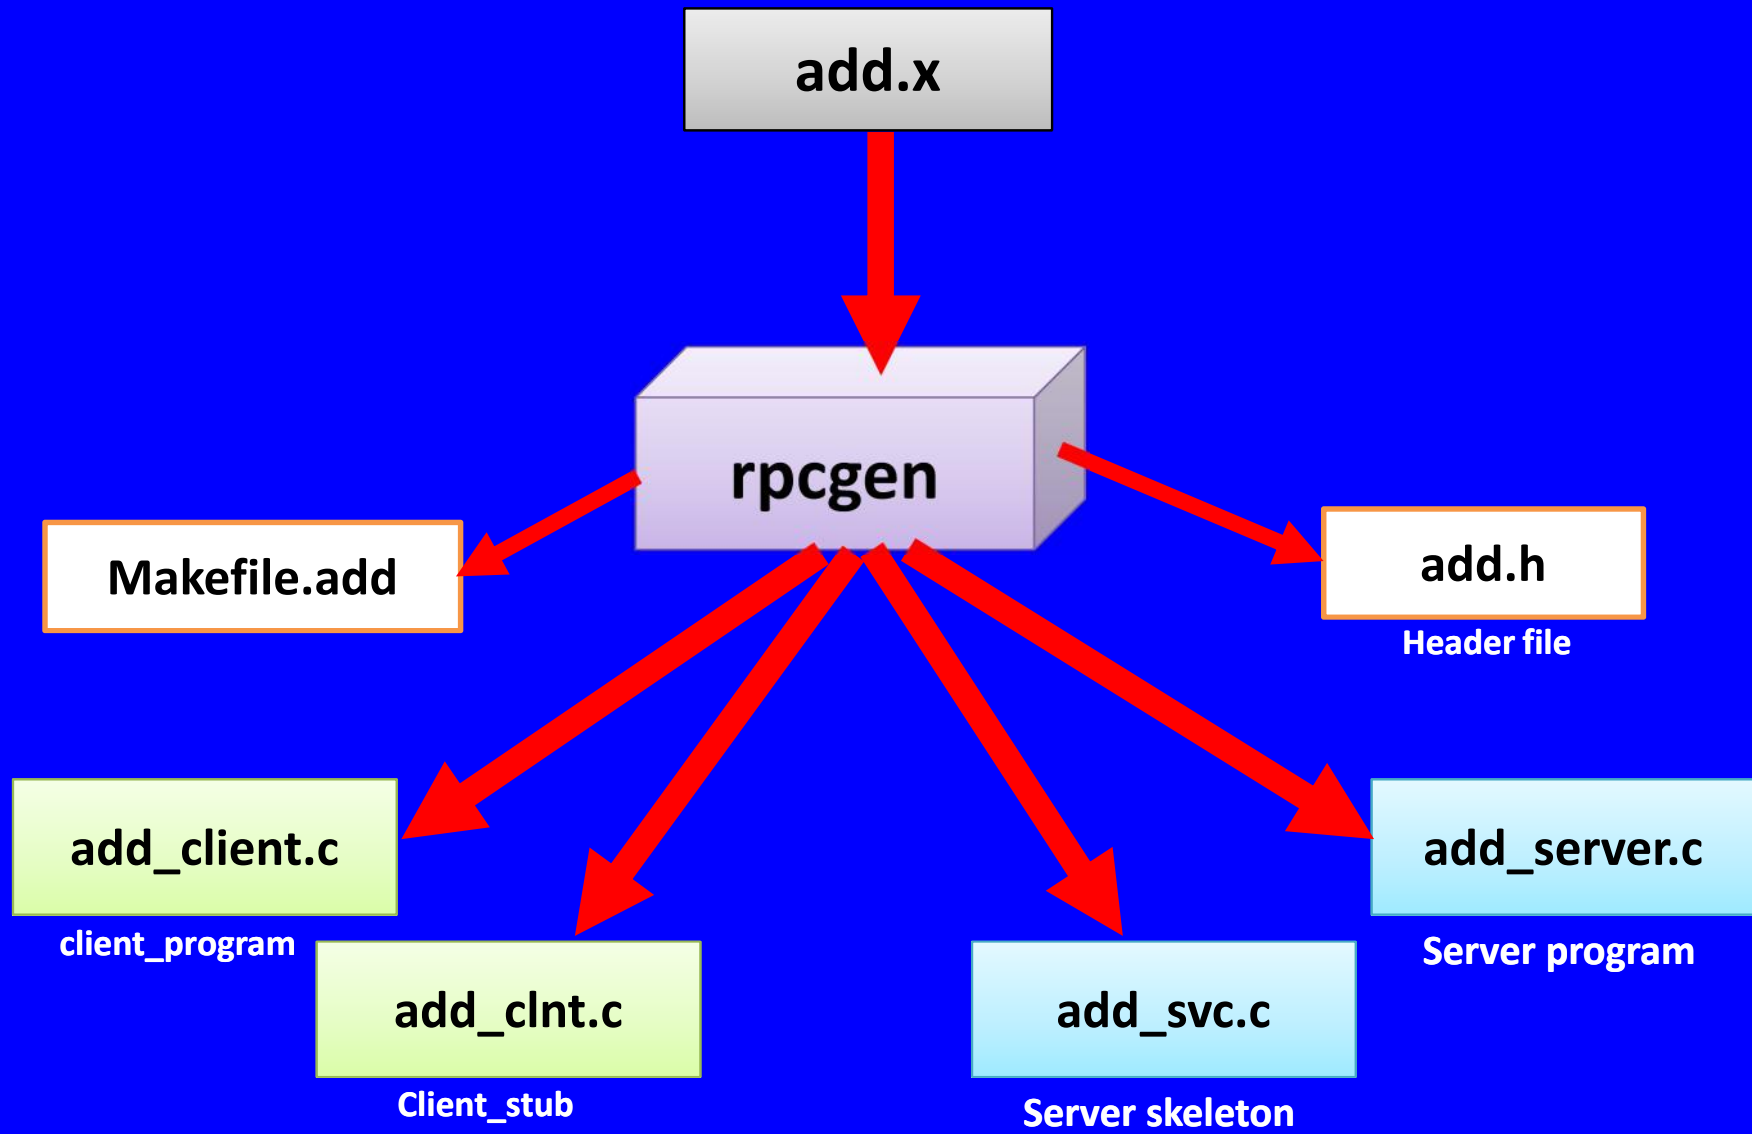 add.x
rpcgen
Makefile.add
add.h
Header file
add_client.c
client_program
add_clnt.c
Client_stub
add_svc.c
Server skeleton
add_server.c
Server program